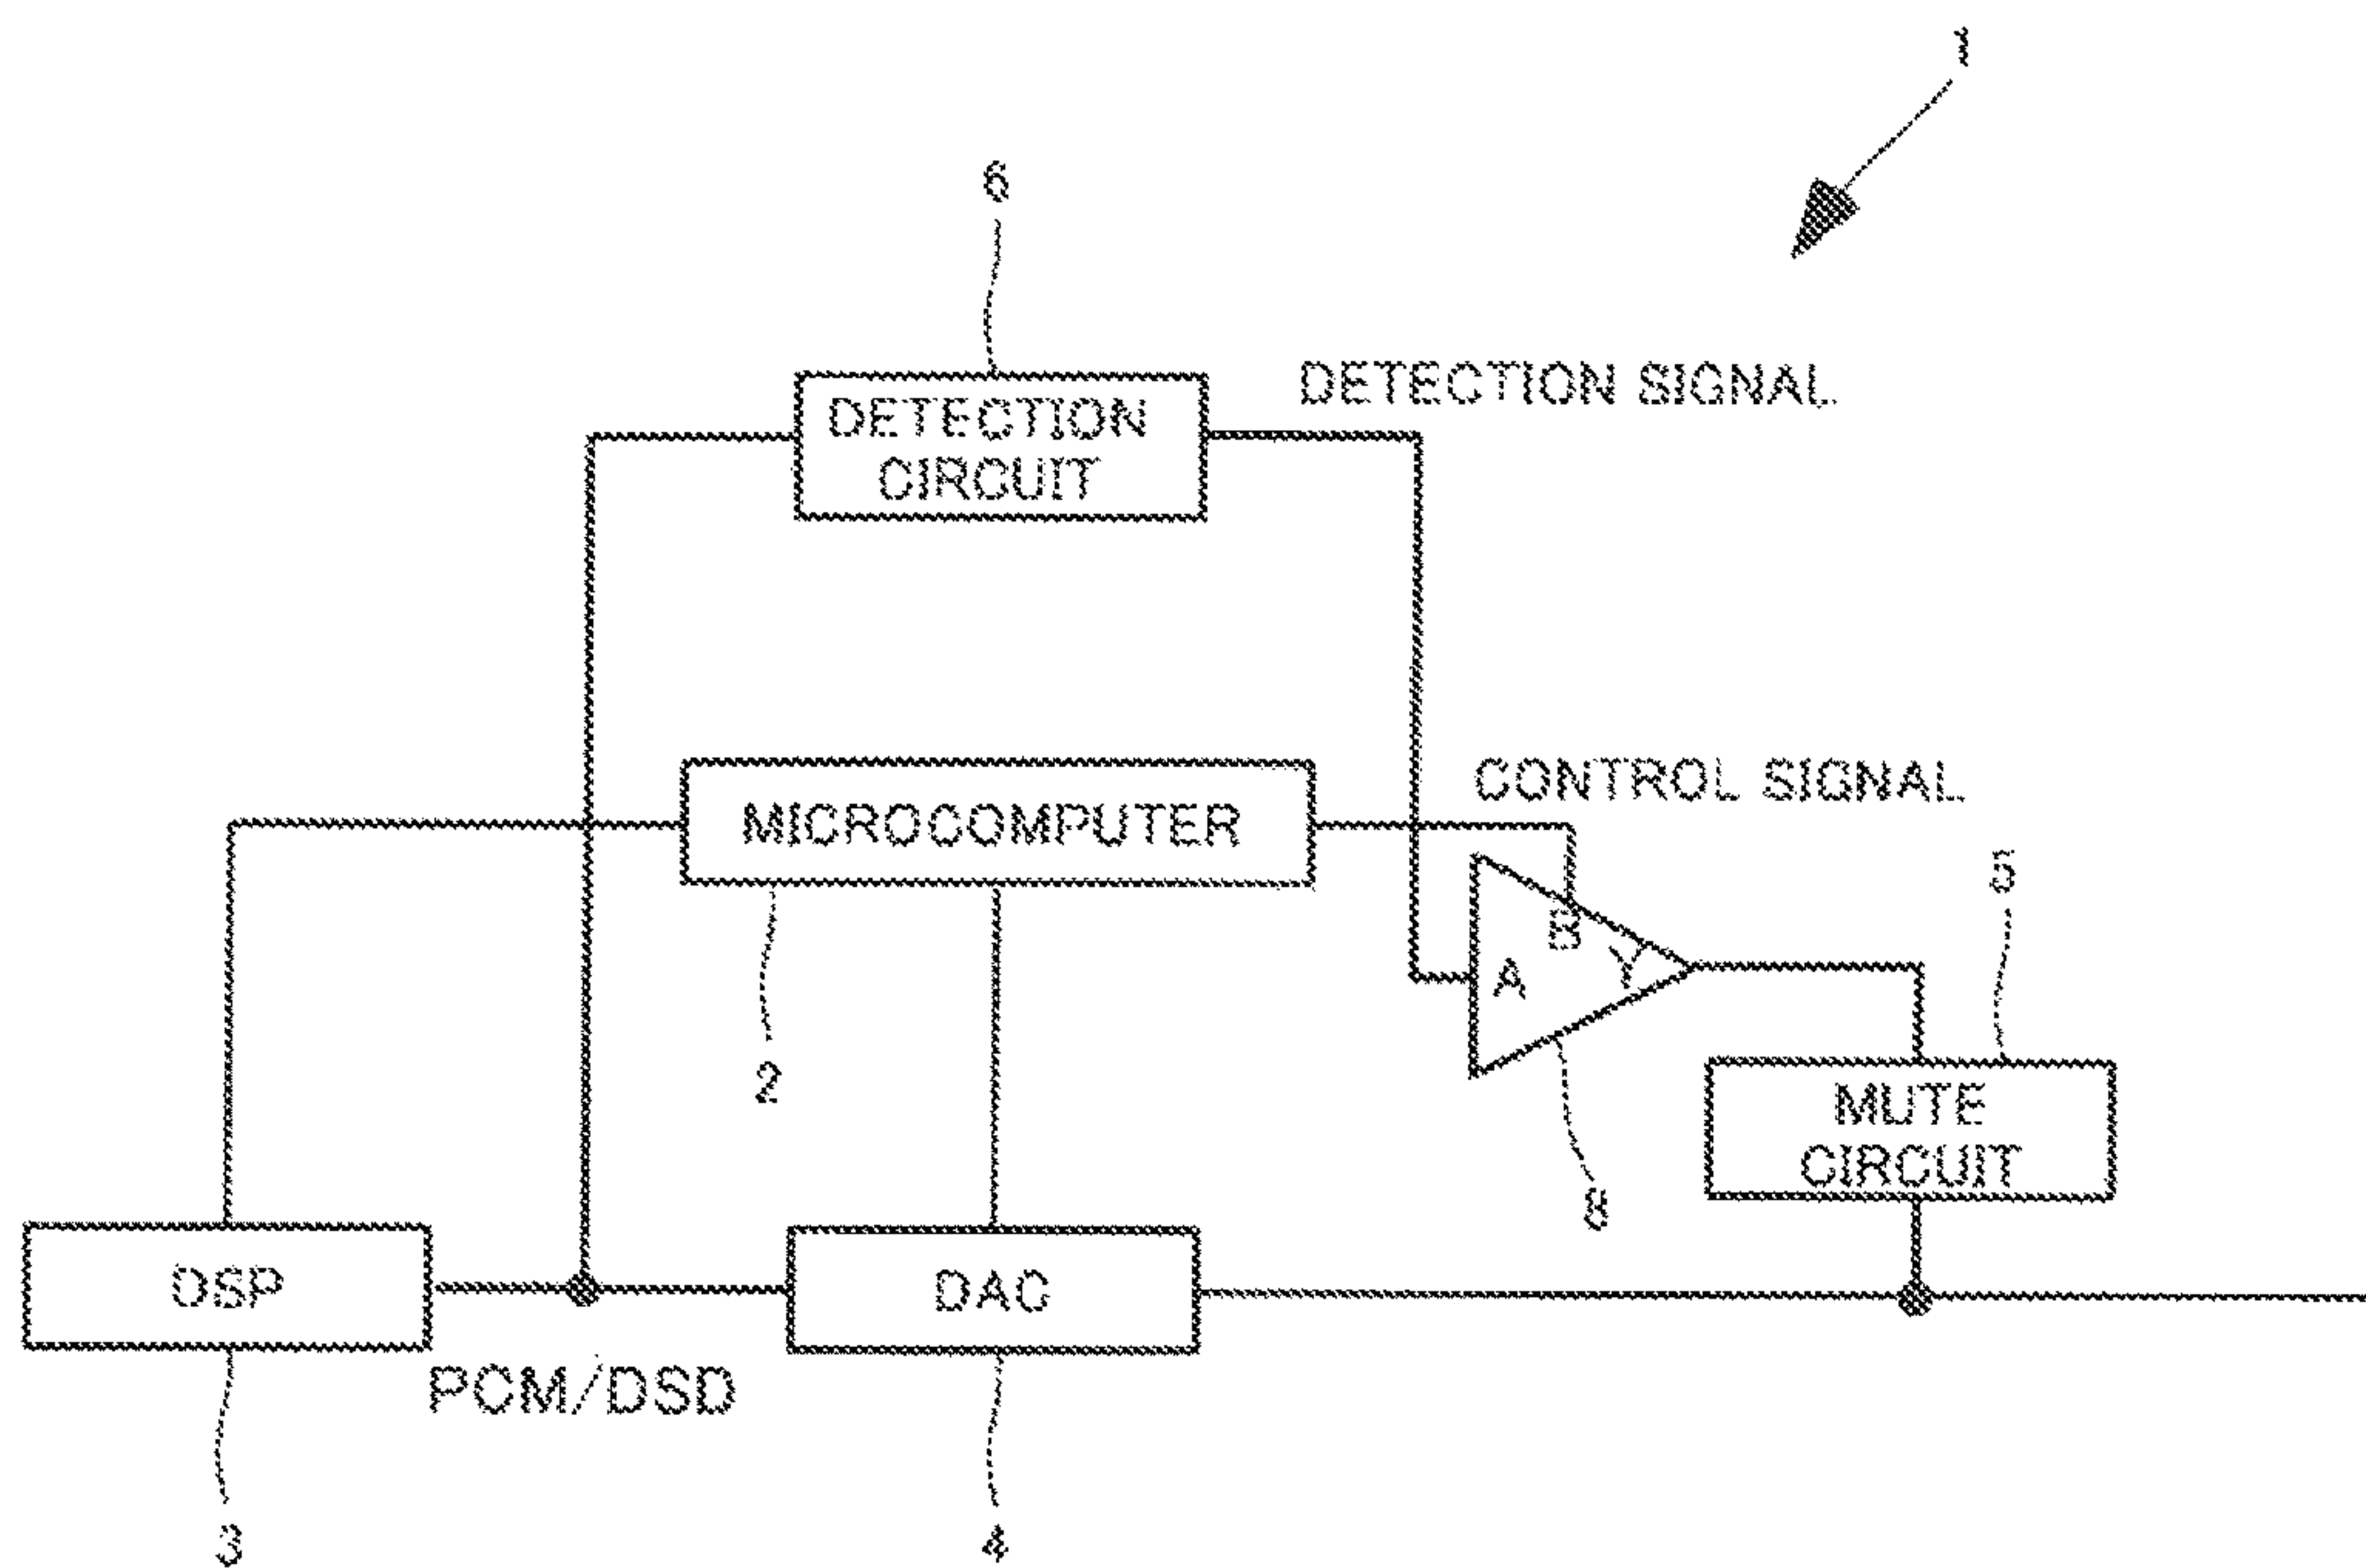 1
6
DETECTION SIGNAL
DETECTION
CIRCUIT
CONTROL SIGNAL
MICROCOMPUTER
5
B
Y
A
2
MUTE
CIRCUIT
8
DSP
DAC
PCM/DSD
3
4